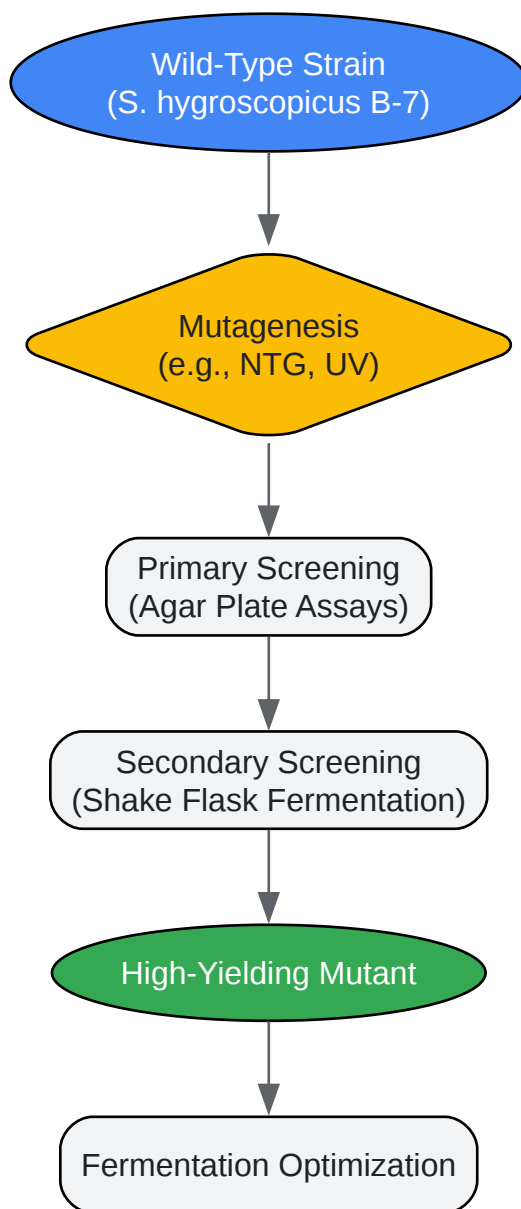 Wild-Type Strain
(S. hygroscopicus B-7)
Mutagenesis
(e.g., NTG, UV)
Primary Screening
(Agar Plate Assays)
Secondary Screening
(Shake Flask Fermentation)
High-Yielding Mutant
Fermentation Optimization